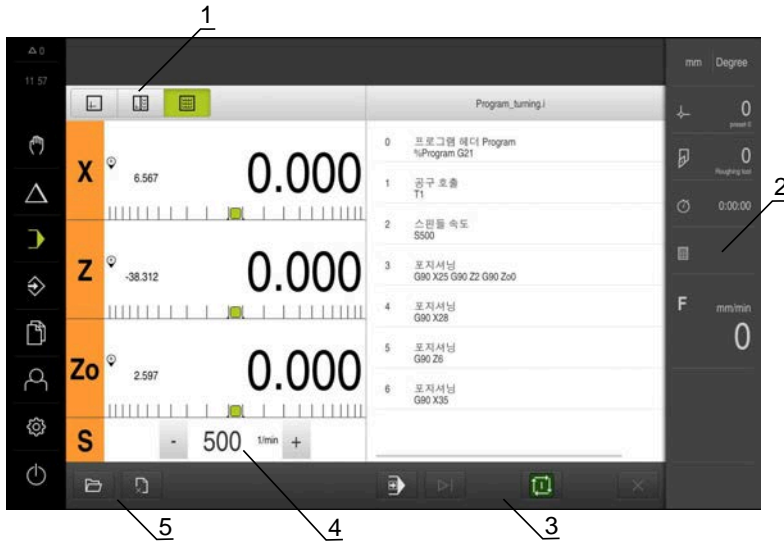 1
△ 0
11:57
mm Degree
Program_turning.i
X 6.567 0.000
Z -38.312 0.000
Zo 2.597 0.000
S - 500 1/min +
0 프로그램 헤더 Program
%Program G21
1 공구 호출
T1
2 스핀들 속도
S500
3 포지셔닝
G90 X25 G90 Z2 G90 Zo0
4 포지셔닝
G90 X28
5 포지셔닝
G90 Z6
6 포지셔닝
G90 X35
0
preset 0
0
Roughing tool
0:00:00
2
F mm/min
0
5
4
3